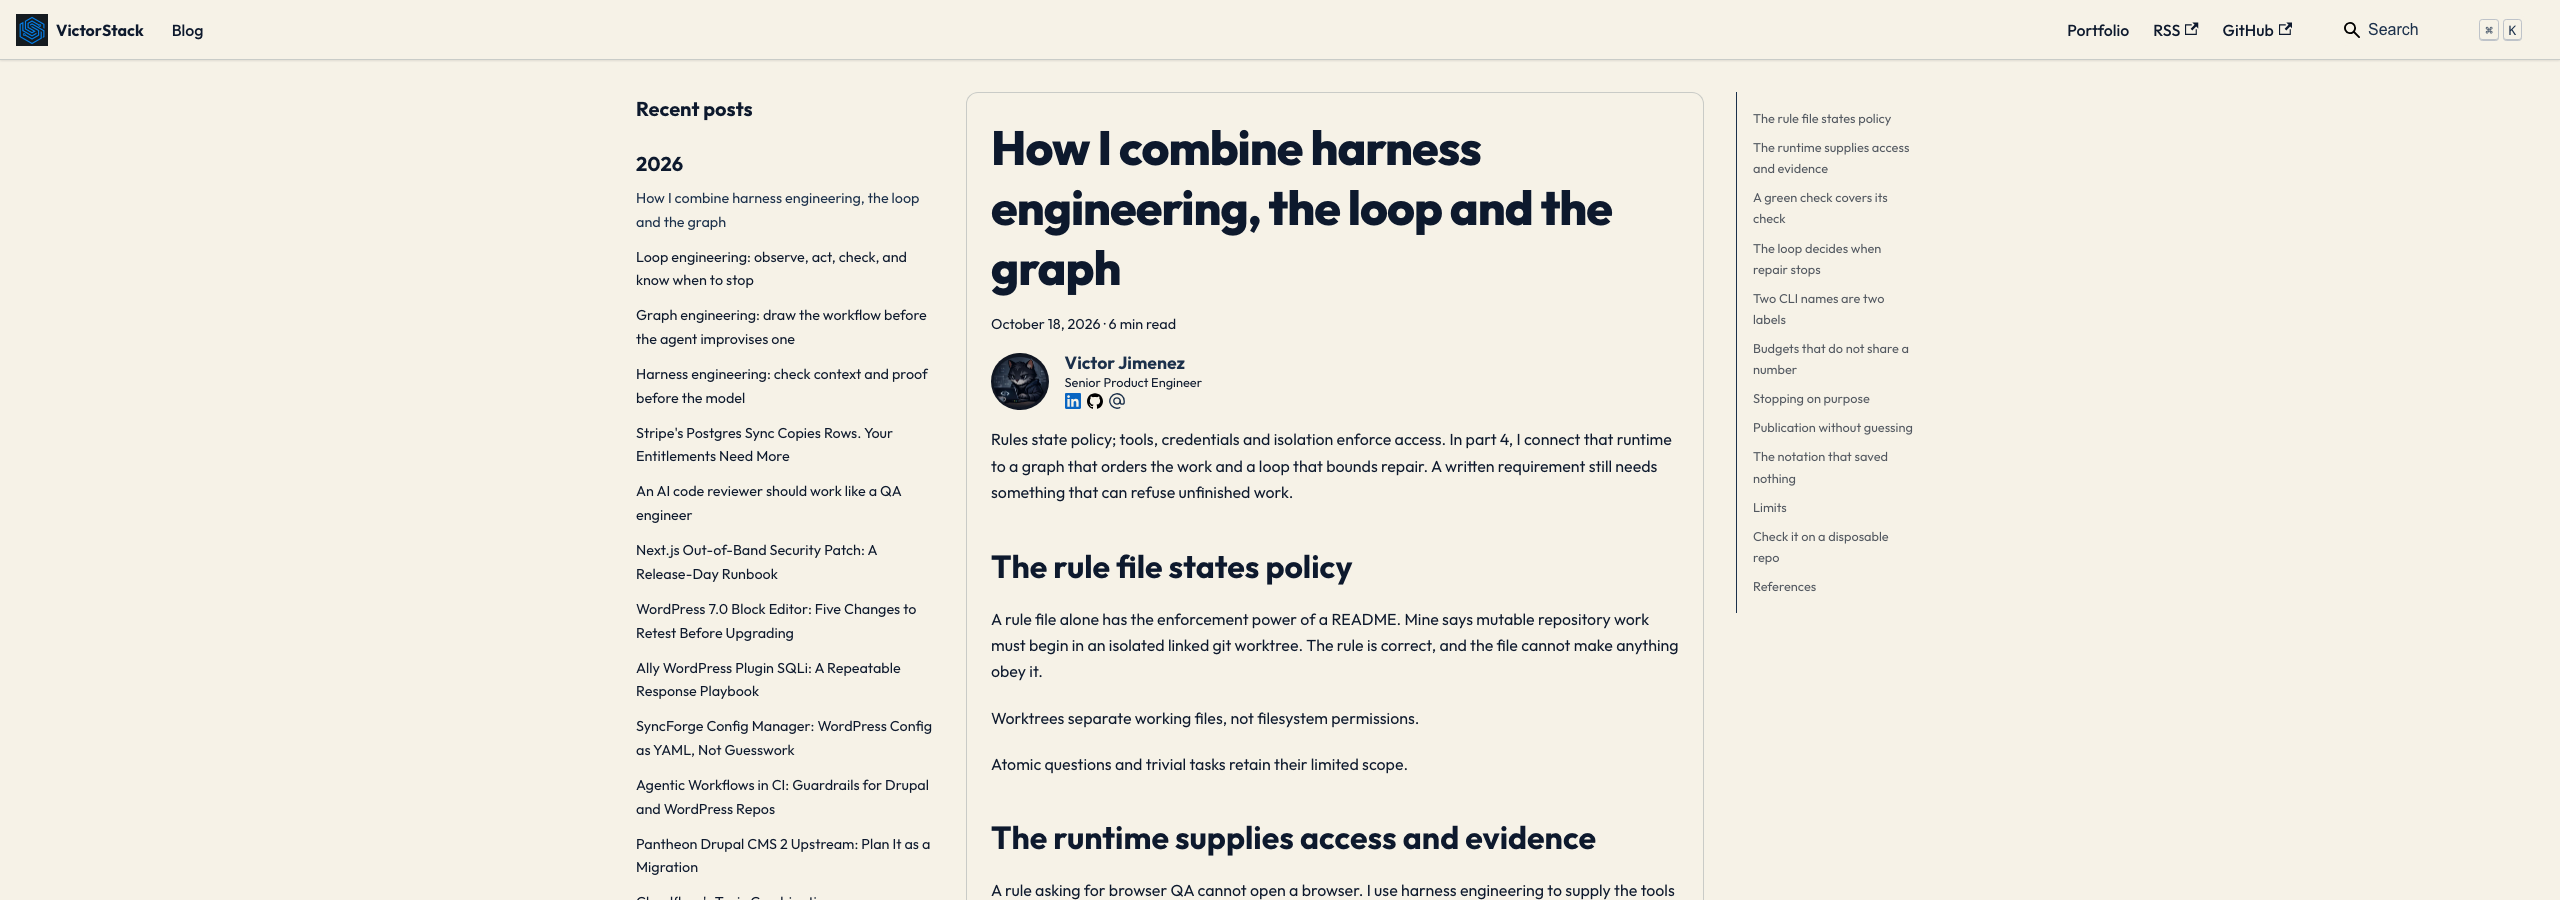 VictorStack
Blog
Portfolio
RSS
GitHub
Search
⌘ K
Recent posts
2026
How I combine harness engineering, the loop
and the graph
Loop engineering: observe, act, check, and
know when to stop
Graph engineering: draw the workflow before
the agent improvises one
Harness engineering: check context and proof
before the model
Stripe's Postgres Sync Copies Rows. Your
Entitlements Need More
An AI code reviewer should work like a QA
engineer
Next.js Out-of-Band Security Patch: A
Release-Day Runbook
WordPress 7.0 Block Editor: Five Changes to
Retest Before Upgrading
Ally WordPress Plugin SQLi: A Repeatable
Response Playbook
SyncForge Config Manager: WordPress Config
as YAML, Not Guesswork
Agentic Workflows in CI: Guardrails for Drupal
and WordPress Repos
Pantheon Drupal CMS 2 Upstream: Plan It as a
Migration
How I combine harness
engineering, the loop and the
graph
October 18, 2026 · 6 min read
Victor Jimenez
Senior Product Engineer
Rules state policy; tools, credentials and isolation enforce access. In part 4, I connect that runtime
to a graph that orders the work and a loop that bounds repair. A written requirement still needs
something that can refuse unfinished work.
The rule file states policy
A rule file alone has the enforcement power of a README. Mine says mutable repository work
must begin in an isolated linked git worktree. The rule is correct, and the file cannot make anything
obey it.
Worktrees separate working files, not filesystem permissions.
Atomic questions and trivial tasks retain their limited scope.
The runtime supplies access and evidence
A rule asking for browser QA cannot open a browser. I use harness engineering to supply the tools
The rule file states policy
The runtime supplies access
and evidence
A green check covers its
check
The loop decides when
repair stops
Two CLI names are two
labels
Budgets that do not share a
number
Stopping on purpose
Publication without guessing
The notation that saved
nothing
Limits
Check it on a disposable
repo
References